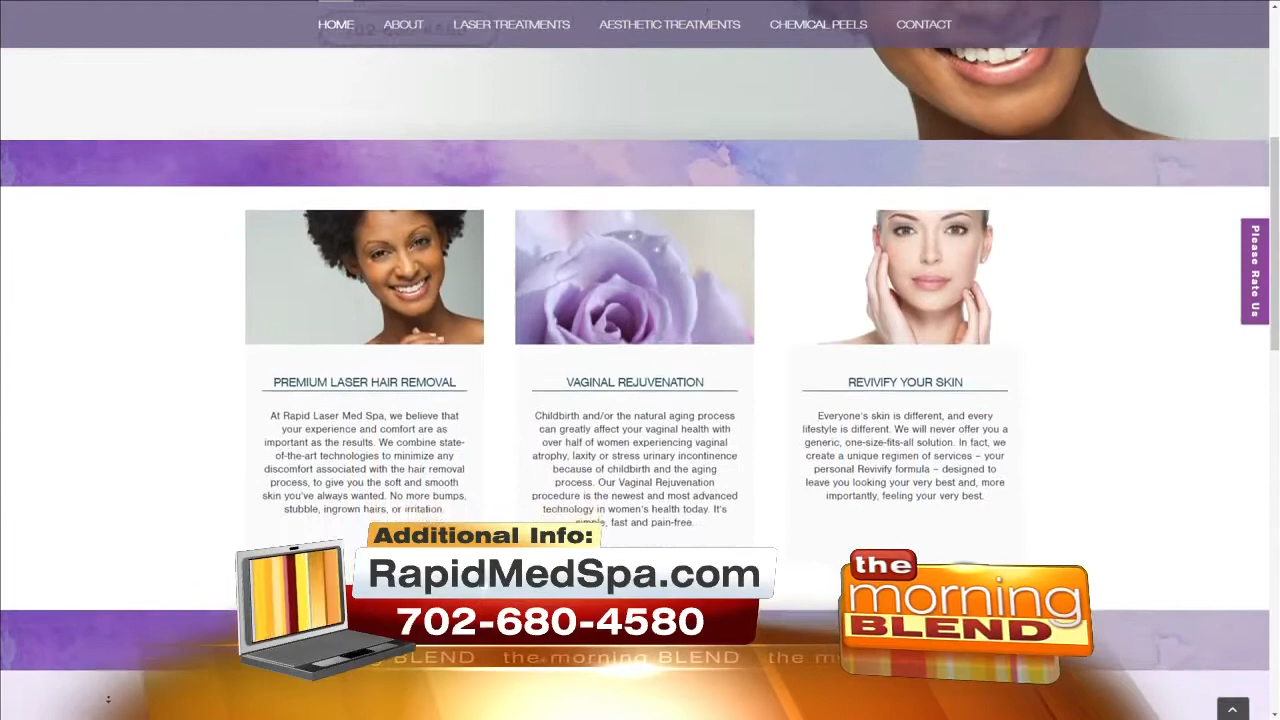 HOME ABOUT LASER TREATMENTS AESTHETIC TREATMENTS CHEMICAL PEELS CONTACT
Please Rate Us
PREMIUM LASER HAIR REMOVAL
At Rapid Laser Med Spa, we believe that
your experience and comfort are as
important as the results. We combine state-
of-the-art technologies to minimize any
discomfort associated with the hair removal
process, to give you the soft and smooth
skin you've always wanted. No more bumps,
stubble, ingrown hairs, or irritation.
VAGINAL REJUVENATION
Childbirth and/or the natural aging process
can greatly affect your vaginal health with
over half of women experiencing vaginal
atrophy, laxity or stress urinary incontinence
because of childbirth and the aging
process. Our Vaginal Rejuvenation
procedure is the newest and most advanced
technology in women's health today. It's
simple, fast and pain-free.
REVIVIFY YOUR SKIN
Everyone's skin is different, and every
lifestyle is different. We will never offer you a
generic, one-size-fits-all solution. In fact, we
create a unique regimen of services – your
personal Revivify formula – designed to
leave you looking your very best and, more
importantly, feeling your very best.
Additional Info:
RapidMedSpa.com
702-680-4580
the
morning
BLEND
BLEND the morning BLEND the m